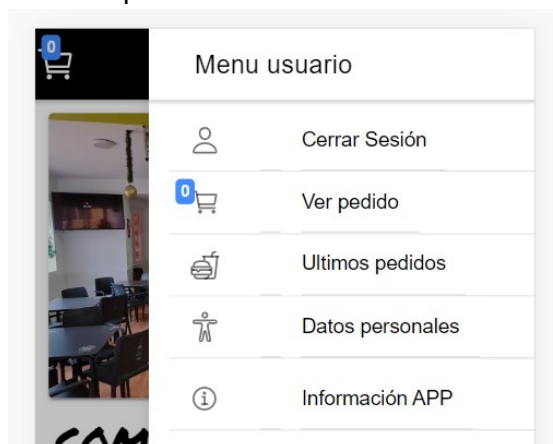 0
Menu usuario
Cerrar Sesión
0
Ver pedido
Ultimos pedidos
Datos personales
Información APP